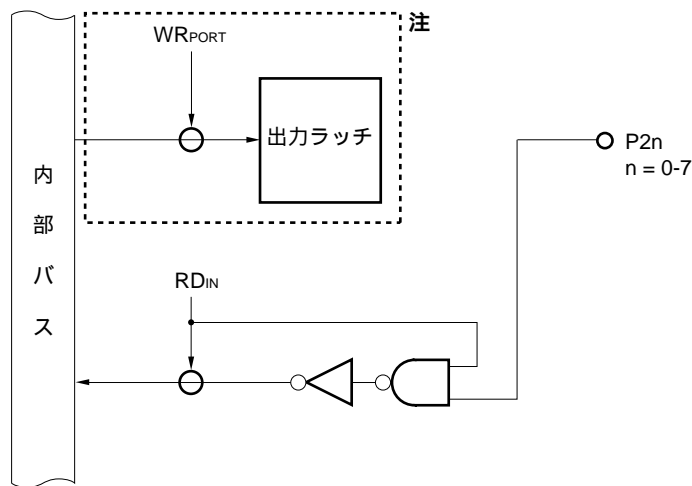 注
WRPORT
出力ラッチ
P2n
n = 0-7
内部バス
RDIN